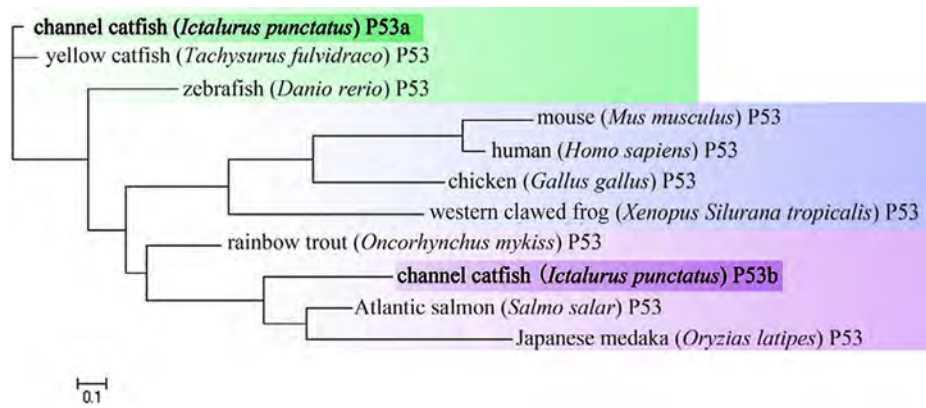 channel catfish (Ictalurus punctatus) P53a
yellow catfish (Tachysurus fulvidraco) P53
zebrafish (Danio rerio) P53
mouse (Mus musculus) P53
human (Homo sapiens) P53
chicken (Gallus gallus) P53
western clawed frog (Xenopus Silurana tropicalis) P53
rainbow trout (Oncorhynchus mykiss) P53
channel catfish (Ictalurus punctatus) P53b
Atlantic salmon (Salmo salar) P53
Japanese medaka (Oryzias latipes) P53
0.1